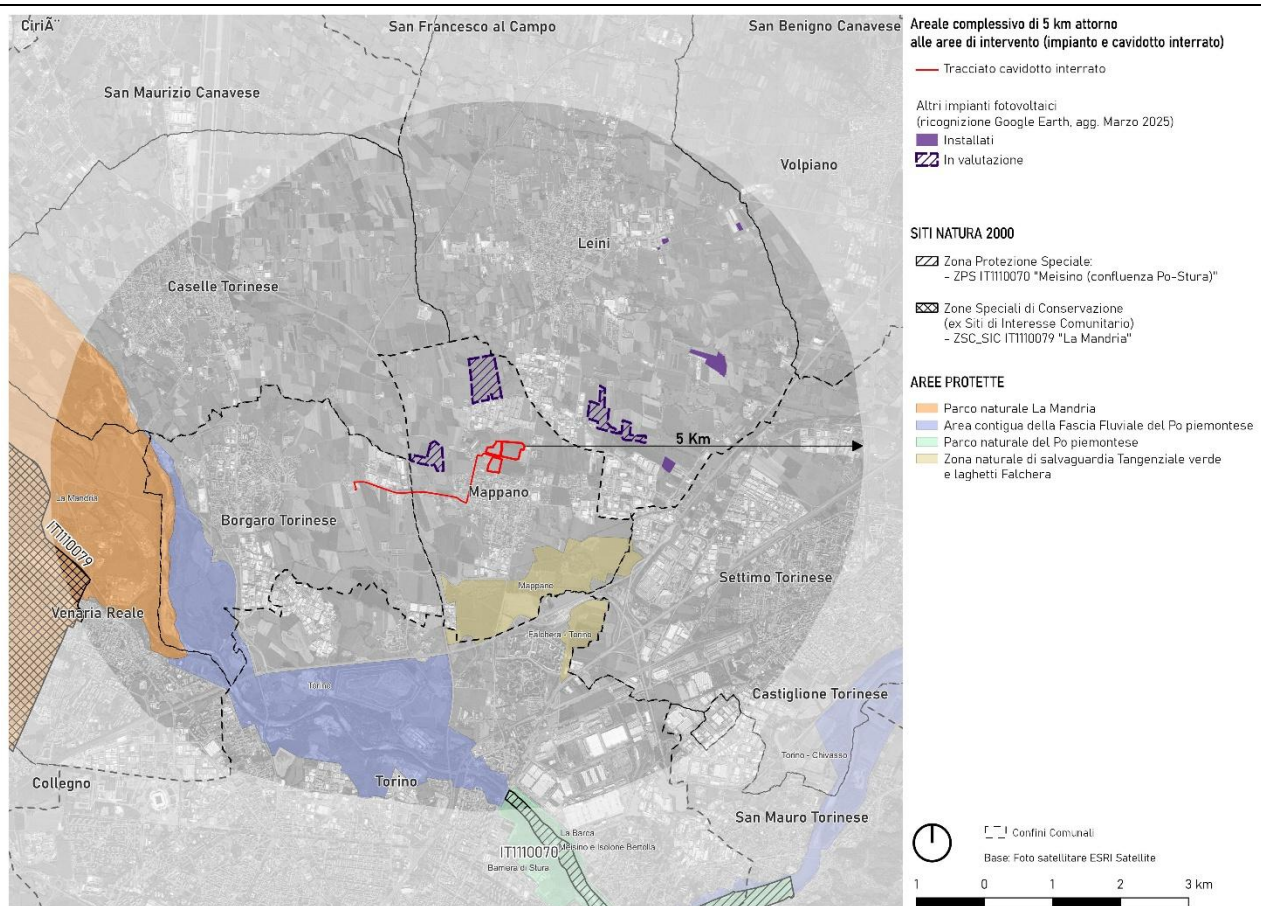 CiriÃ¨
San Francesco al Campo
San Benigno Canavese
San Maurizio Canavese
Volpiano
Leini
Caselle Torinese
5 Km
Mappano
La Mandria
Borgaro Torinese
IT1110079
Settimo Torinese
Mappano
Venaria Reale
Falchera - Torino
Torino
Castiglione Torinese
Torino - Chivasso
Collegno
Torino
San Mauro Torinese
La Barca
IT1110070
Meisino e Isolone Bertolla
Barriera di Stura
Areale complessivo di 5 km attorno
alle aree di intervento (impianto e cavidotto interrato)
Tracciato cavidotto interrato
Altri impianti fotovoltaici
(ricognizione Google Earth, agg. Marzo 2025)
Installati
In valutazione
SITI NATURA 2000
Zona Protezione Speciale:
- ZPS IT1110070 "Meisino (confluenza Po-Stura)"
Zone Speciali di Conservazione
(ex Siti di Interesse Comunitario)
- ZSC_SIC IT1110079 "La Mandria"
AREE PROTETTE
Parco naturale La Mandria
Area contigua della Fascia Fluviale del Po piemontese
Parco naturale del Po piemontese
Zona naturale di salvaguardia Tangenziale verde
e laghetti Falchera
Confini Comunali
Base: Foto satellitare ESRI Satellite
1 0 1 2 3 km